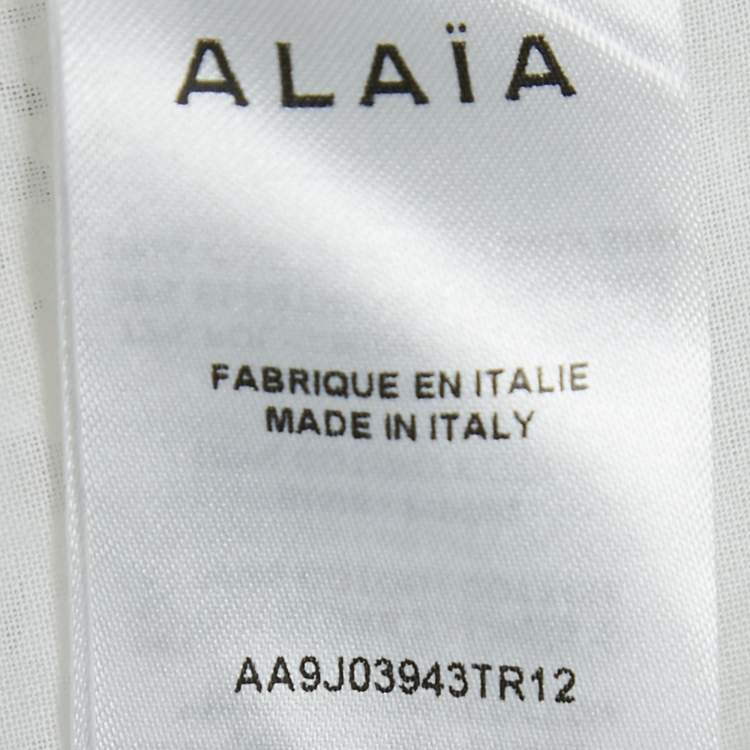 ALAÏA
FABRIQUE EN ITALIE
MADE IN ITALY
AA9J03943TR12